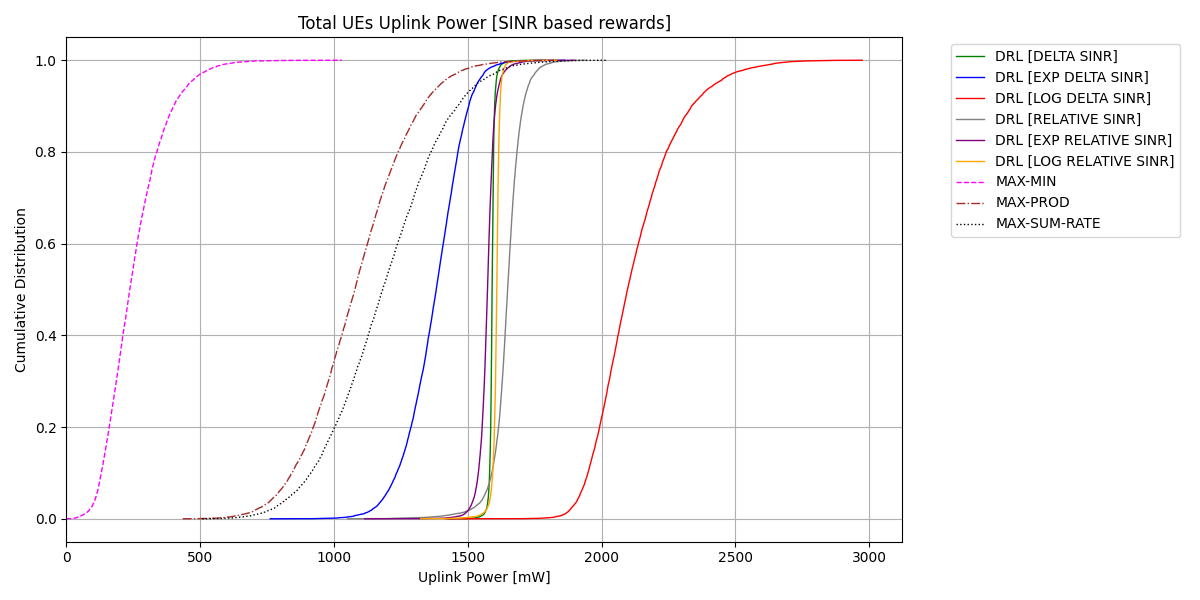 Total UEs Uplink Power [SINR based rewards]
1.0
0.8
0.6
0.4
0.2
0.0
Cumulative Distribution
0 500 1000 1500 2000 2500 3000
Uplink Power [mW]
DRL [DELTA SINR]
DRL [EXP DELTA SINR]
DRL [LOG DELTA SINR]
DRL [RELATIVE SINR]
DRL [EXP RELATIVE SINR]
DRL [LOG RELATIVE SINR]
MAX-MIN
MAX-PROD
MAX-SUM-RATE